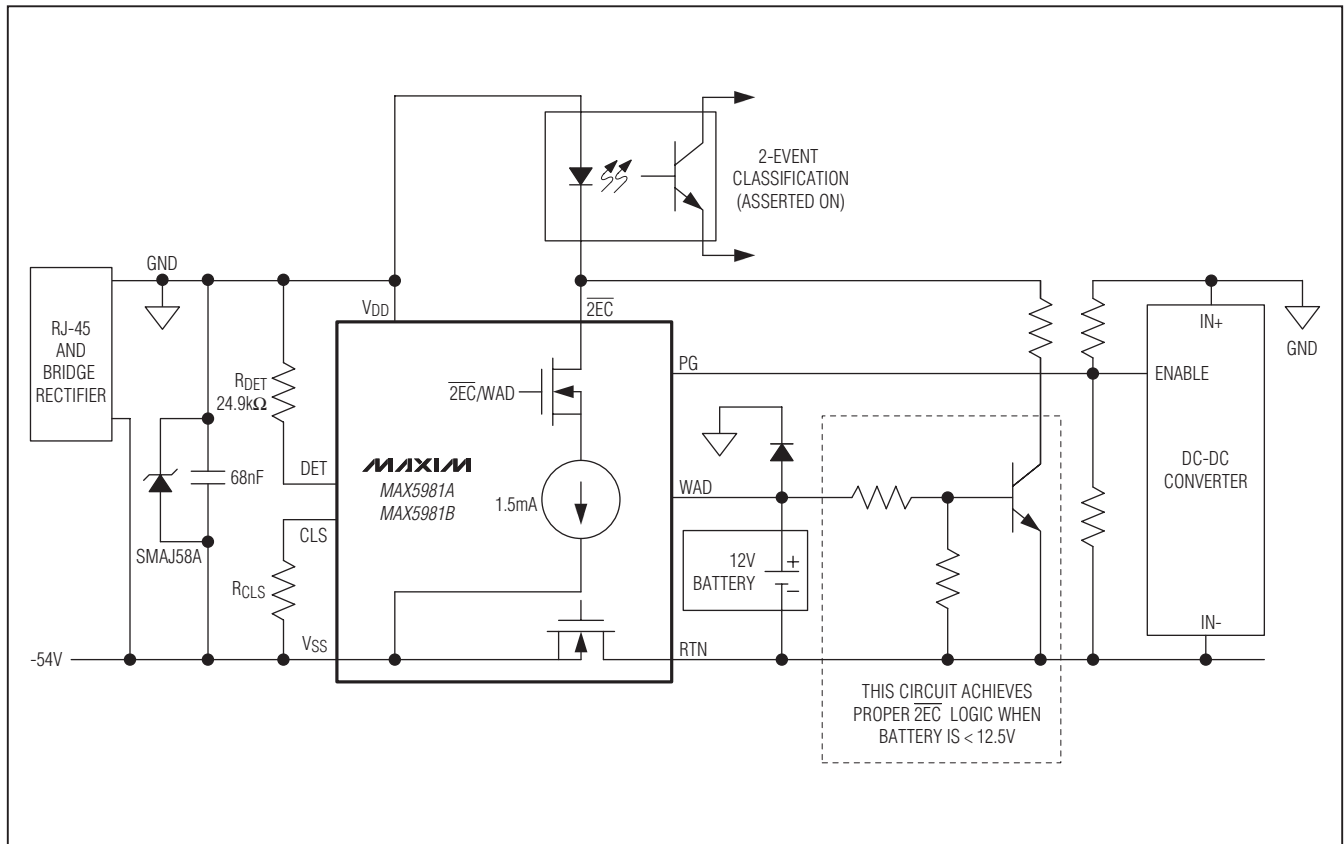 2-EVENT
CLASSIFICATION
(ASSERTED ON)
GND
VDD
2EC
RJ-45
AND
BRIDGE
RECTIFIER
RDET
24.9kΩ
2EC/WAD
PG
IN+
GND
ENABLE
68nF
DET
MAXIM
MAX5981A
MAX5981B
1.5mA
WAD
DC-DC
CONVERTER
SMAJ58A
CLS
RCLS
12V
BATTERY
+
−
-54V
VSS
RTN
IN-
THIS CIRCUIT ACHIEVES
PROPER 2EC LOGIC WHEN
BATTERY IS < 12.5V